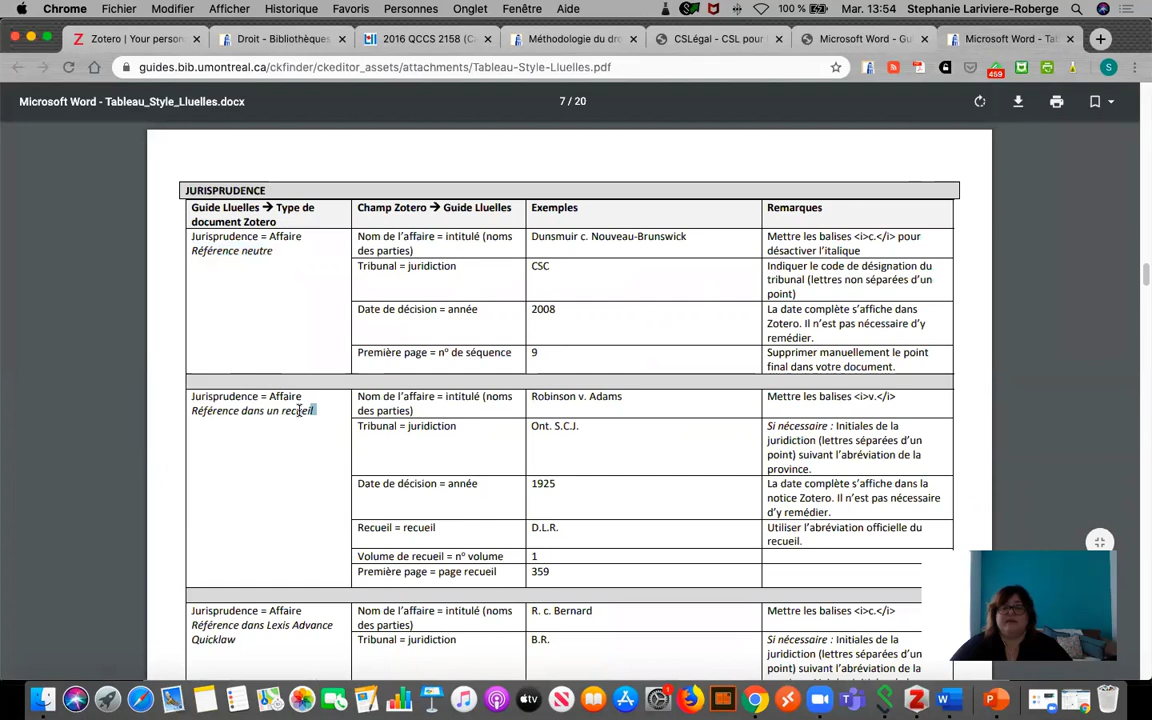 Chrome Fichier Modifier Afficher Historique Favoris Personnes Onglet Fenêtre Aide 100 % Mar. 13:54 Stephanie Lariviere-Roberge
Zotero | Your person
Droit - Bibliothèques
2016 QCCS 2158 (C
Méthodologie du dr
CSLégal - CSL pour
Microsoft Word - Gu
Microsoft Word - Tab
guides.bib.umontreal.ca/ckfinder/ckeditor_assets/attachments/Tableau-Style-Lluelles.pdf
459
S
Microsoft Word - Tableau_Style_Lluelles.docx
7 / 20
JURISPRUDENCE
Guide Lluelles → Type de
document Zotero
Champ Zotero → Guide Lluelles
Exemples
Remarques
Jurisprudence = Affaire
Référence neutre
Nom de l'affaire = intitulé (noms
des parties)
Dunsmuir c. Nouveau-Brunswick
Mettre les balises <i>c.</i> pour
désactiver l'italique
Tribunal = juridiction
CSC
Indiquer le code de désignation du
tribunal (lettres non séparées d'un
point)
Date de décision = année
2008
La date complète s'affiche dans
Zotero. Il n'est pas nécessaire d'y
remédier.
Première page = nº de séquence
9
Supprimer manuellement le point
final dans votre document.
Jurisprudence = Affaire
Référence dans un recueil
Nom de l'affaire = intitulé (noms
des parties)
Robinson v. Adams
Mettre les balises <i>v.</i>
Tribunal = juridiction
Ont. S.C.J.
Si nécessaire : Initiales de la
juridiction (lettres séparées d'un
point) suivant l'abréviation de la
province.
Date de décision = année
1925
La date complète s'affiche dans la
notice Zotero. Il n'est pas nécessaire
d'y remédier.
Recueil = recueil
D.L.R.
Utiliser l'abréviation officielle du
recueil.
Volume de recueil = nº volume
1
Première page = page recueil
359
Jurisprudence = Affaire
Référence dans Lexis Advance
Quicklaw
Nom de l'affaire = intitulé (noms
des parties)
R. c. Bernard
Mettre les balises <i>c.</i>
Tribunal = juridiction
B.R.
Si nécessaire : Initiales de la
juridiction (lettres séparées d'un
point) suivant l'abréviation de la